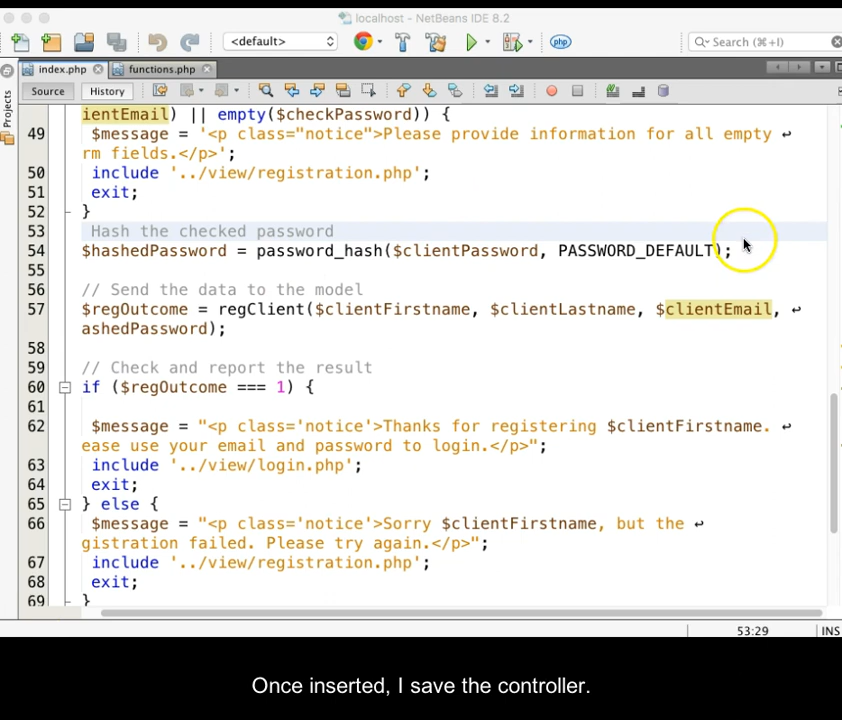 localhost - NetBeans IDE 8.2
<default>
php
Search (⌘+I)
index.php
functions.php
Source
History
Projects
ientEmail) || empty($checkPassword)) {
49 $message = '<p class="notice">Please provide information for all empty ↩
rm fields.</p>';
50 include '../view/registration.php';
51 exit;
52 }
53 Hash the checked password
54 $hashedPassword = password_hash($clientPassword, PASSWORD_DEFAULT);
55
56 // Send the data to the model
57 $regOutcome = regClient($clientFirstname, $clientLastname, $clientEmail, ↩
ashedPassword);
58
59 // Check and report the result
60 if ($regOutcome === 1) {
61
62 $message = "<p class='notice'>Thanks for registering $clientFirstname. ↩
ease use your email and password to login.</p>";
63 include '../view/login.php';
64 exit;
65 } else {
66 $message = "<p class='notice'>Sorry $clientFirstname, but the ↩
gistration failed. Please try again.</p>";
67 include '../view/registration.php';
68 exit;
69 }
53:29
INS
Once inserted, I save the controller.